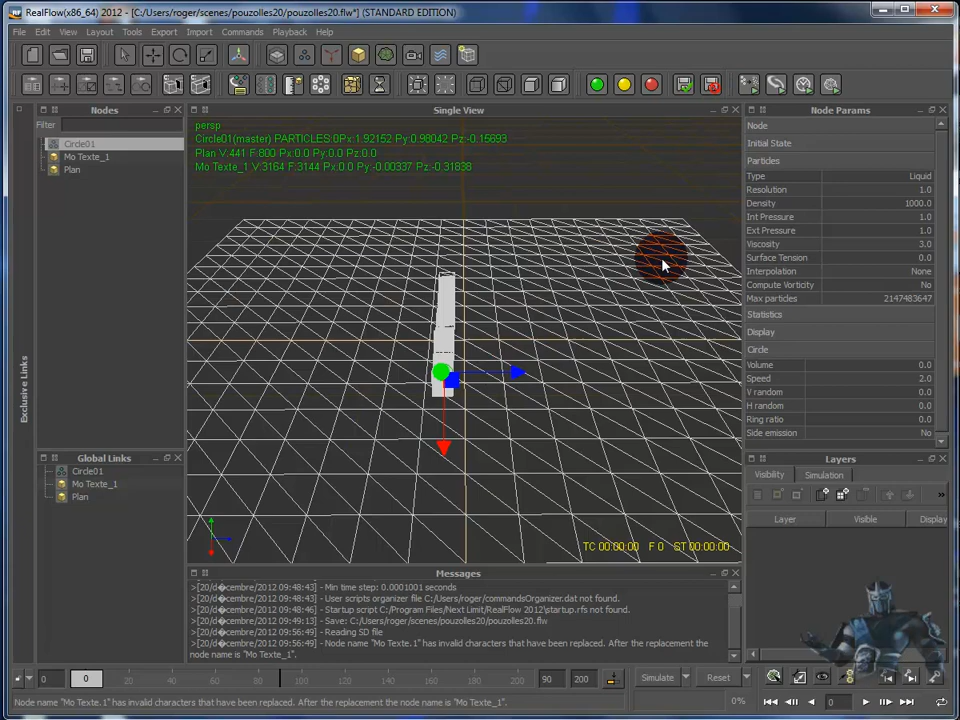 RealFlow(x86_64) 2012 - [C:/Users/roger/scenes/pouzolles20/pouzolles20.flw*] (STANDARD EDITION)
File Edit View Layout Tools Export Import Commands Playback Help
Nodes
Filter
Circle01
Mo Texte_1
Plan
Exclusive Links
Global Links
Circle01
Mo Texte_1
Plan
Single View
persp
Circle01(master) PARTICLES:0Px:1.92152 Py:0.98042 Pz:-0.15693
Plan V:441 F:800 Px:0.0 Py:0.0 Pz:0.0
Mo Texte_1 V:3164 F:3144 Px:0.0 Py:-0.00337 Pz:-0.31838
TC 00:00:00 F 0 ST 00:00:00
Messages
>[20/d�cembre/2012 09:48:43] - Min time step: 0.0001001 seconds
>[20/d�cembre/2012 09:48:43] - User scripts organizer file C:/Users/roger/commandsOrganizer.dat not found.
>[20/d�cembre/2012 09:48:46] - Startup script C:/Program Files/Next Limit/RealFlow 2012\startup.rfs not found.
>[20/d�cembre/2012 09:49:13] - Save: C:/Users/roger/scenes/pouzolles20/pouzolles20.flw
>[20/d�cembre/2012 09:56:49] - Reading SD file
>[20/d�cembre/2012 09:56:49] - Node name "Mo Texte.1" has invalid characters that have been replaced. After the replacement the
node name is "Mo Texte_1".
Node Params
Node
Initial State
Particles
Type Liquid
Resolution 1.0
Density 1000.0
Int Pressure 1.0
Ext Pressure 1.0
Viscosity 3.0
Surface Tension 0.0
Interpolation None
Compute Vorticity No
Max particles 2147483647
Statistics
Display
Circle
Volume 0.0
Speed 2.0
V random 0.0
H random 0.0
Ring ratio 0.0
Side emission No
Layers
Visibility Simulation
Layer Visible Display
0 0 20 40 60 80 100 120 140 160 180 90 200 Simulate Reset
Node name "Mo Texte.1" has invalid characters that have been replaced. After the replacement the node name is "Mo Texte_1".
0% 0